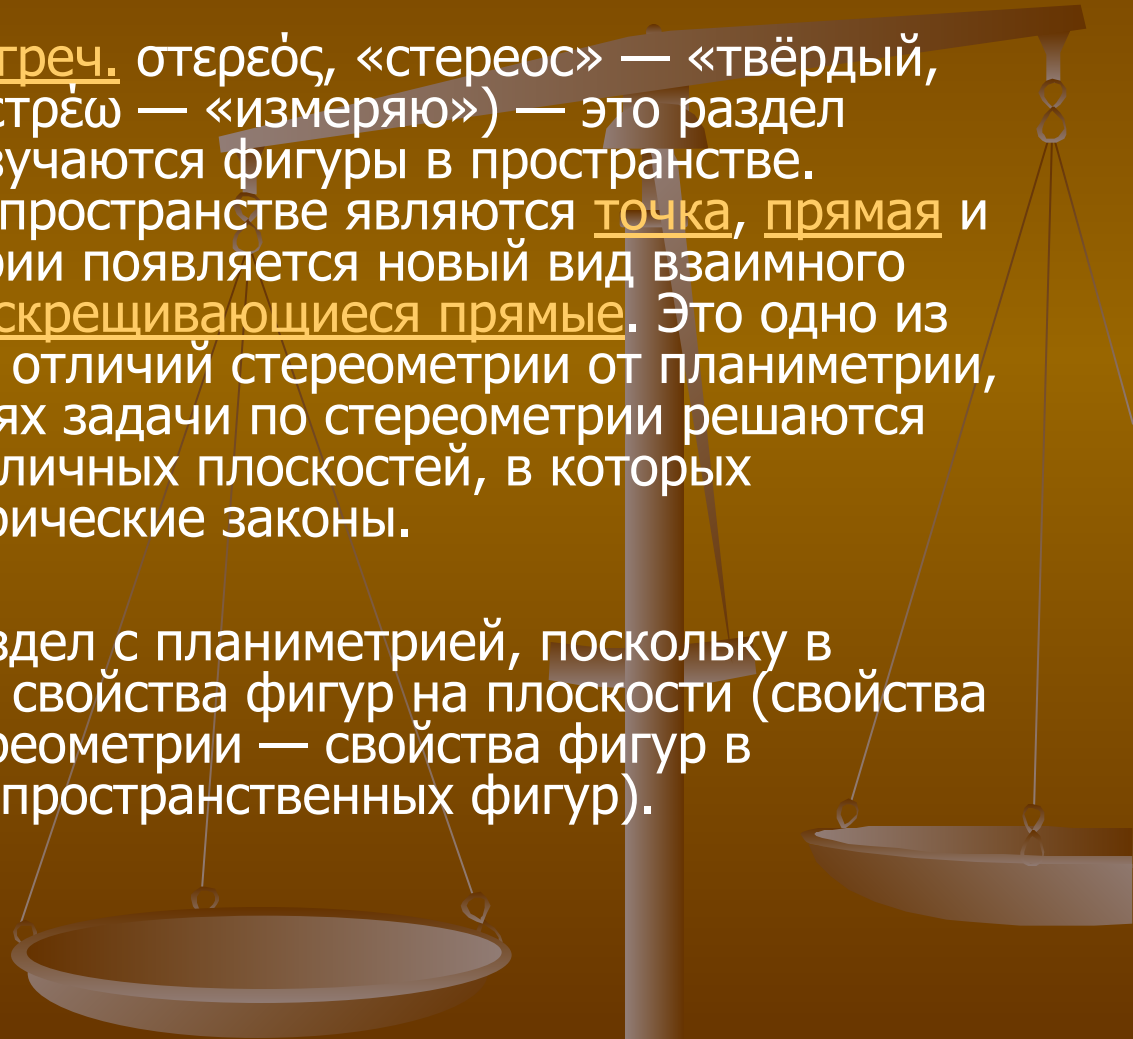 греч. στερεός, «стереос» — «твёрдый,
στρέω — «измеряю») — это раздел
зучаются фигуры в пространстве.
пространстве являются точка, прямая и
рии появляется новый вид взаимного
скрещивающиеся прямые. Это одно из
отличий стереометрии от планиметрии,
ях задачи по стереометрии решаются
личных плоскостей, в которых
рические законы.
здел с планиметрией, поскольку в
свойства фигур на плоскости (свойства
реометрии — свойства фигур в
пространственных фигур).